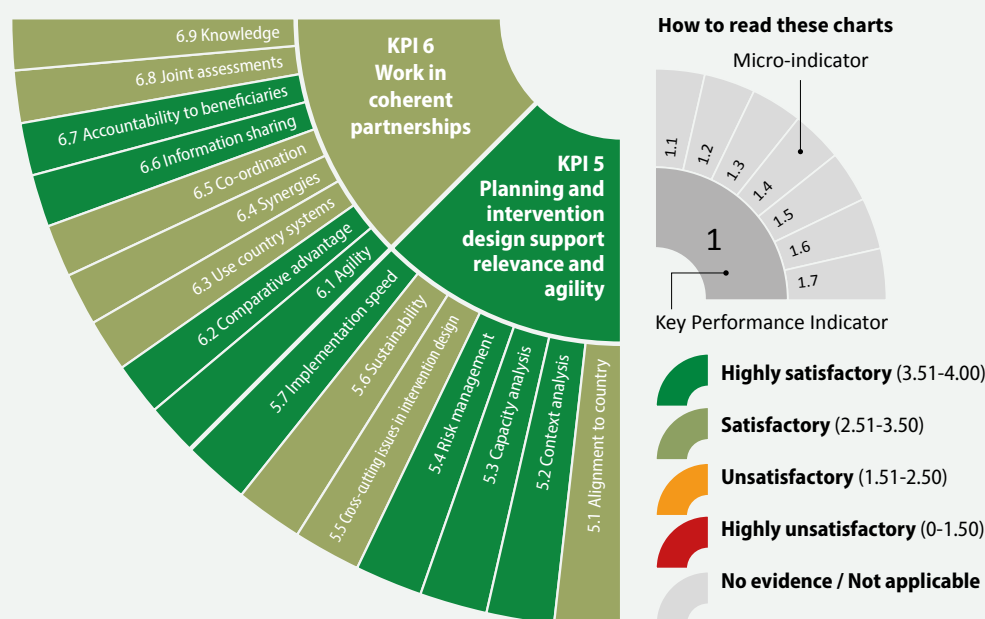 6.9 Knowledge
6.8 Joint assessments
6.7 Accountability to beneficiaries
6.6 Information sharing
6.5 Co-ordination
6.4 Synergies
6.3 Use country systems
6.2 Comparative advantage
6.1 Agility
5.7 Implementation speed
5.6 Sustainability
5.5 Cross-cutting issues in intervention design
5.4 Risk management
5.3 Capacity analysis
5.2 Context analysis
5.1 Alignment to country
KPI 6
Work in
coherent
partnerships
KPI 5
Planning and
intervention
design support
relevance and
agility
How to read these charts
Micro-indicator
1.1
1.2
1.3
1.4
1.5
1.6
1.7
1
Key Performance Indicator
Highly satisfactory (3.51-4.00)
Satisfactory (2.51-3.50)
Unsatisfactory (1.51-2.50)
Highly unsatisfactory (0-1.50)
No evidence / Not applicable